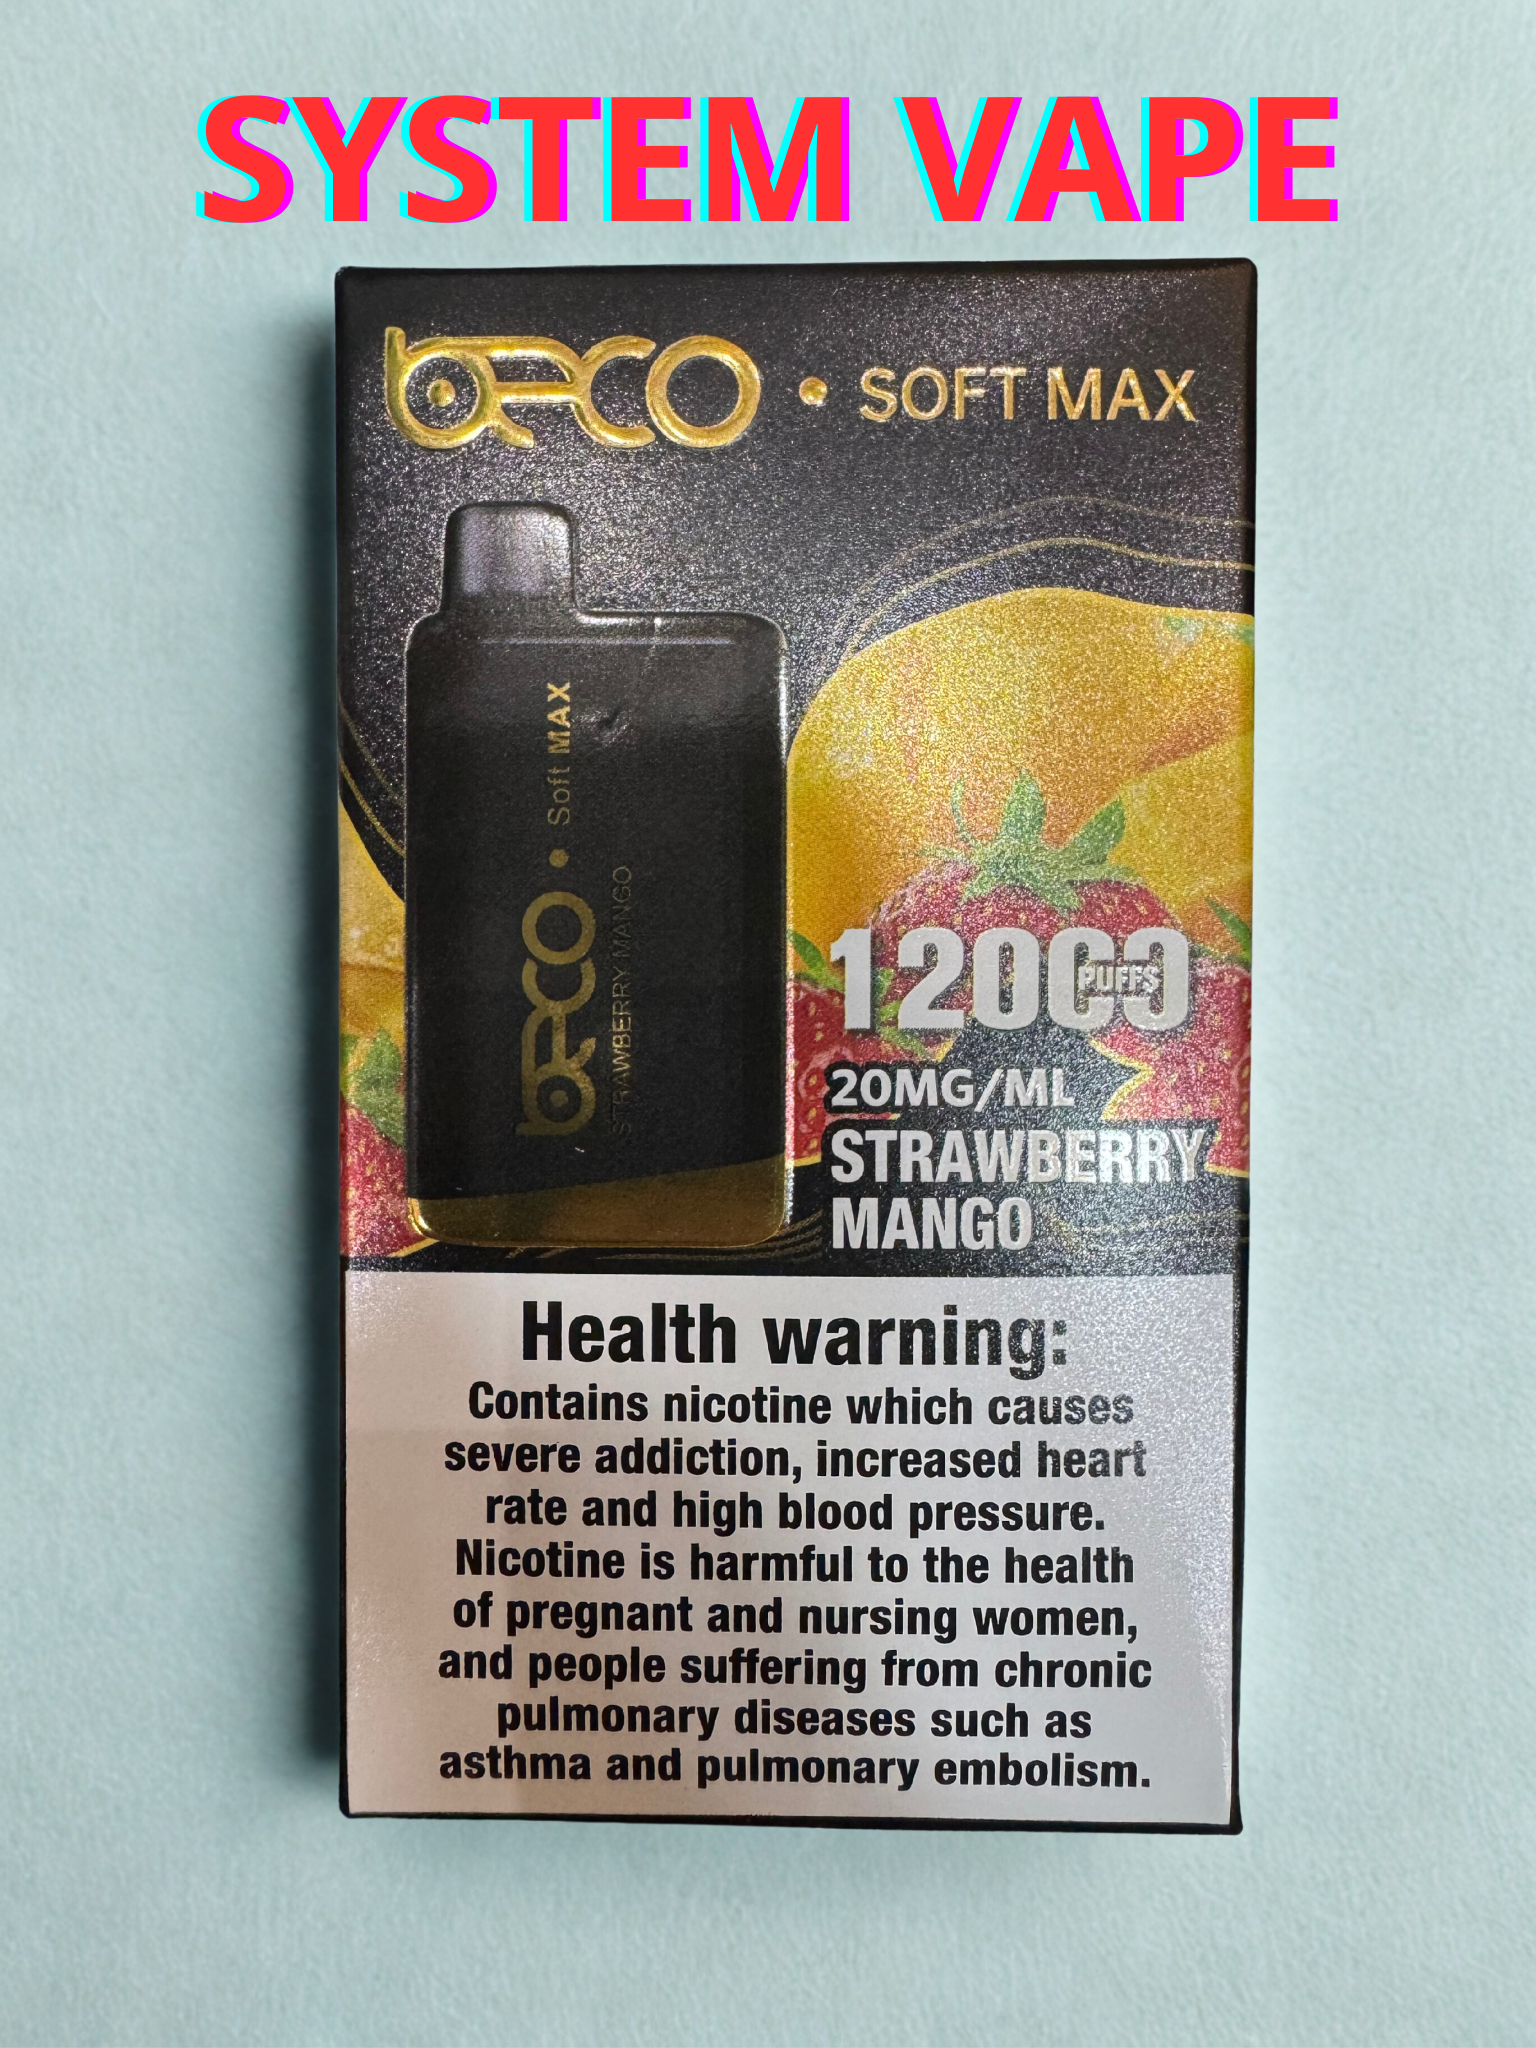 SYSTEM VAPE
BECO • SOFT MAX
BECO • Soft MAX
STRAWBERRY MANGO
12000
PUFFS
20MG/ML
STRAWBERRY
MANGO
Health warning:
Contains nicotine which causes
severe addiction, increased heart
rate and high blood pressure.
Nicotine is harmful to the health
of pregnant and nursing women,
and people suffering from chronic
pulmonary diseases such as
asthma and pulmonary embolism.